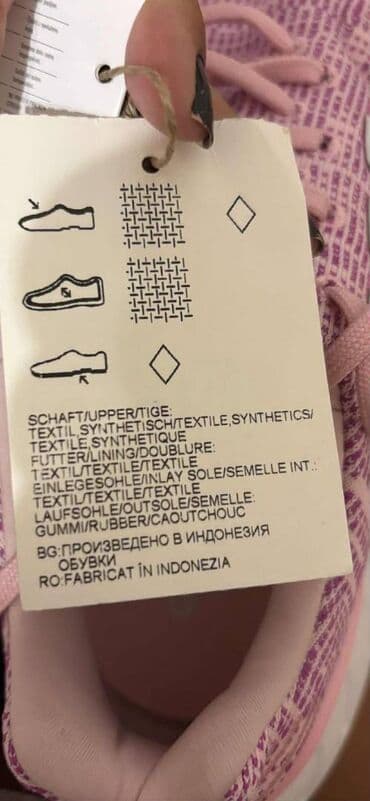 SCHAFT/UPPER/TIGE:
TEXTIL,SYNTHETISCH/TEXTILE,SYNTHETICS/
TEXTILE,SYNTHETIQUE
FUTTER/LINING/DOUBLURE:
TEXTIL/TEXTILE/TEXTILE
EINLEGESOHLE/INLAY SOLE/SEMELLE INT.:
TEXTIL/TEXTILE/TEXTILE
LAUFSOHLE/OUTSOLE/SEMELLE:
GUMMI/RUBBER/CAOUTCHOUC
BG:ПРОИЗВЕДЕНО В ИНДОНЕЗИЯ
ОБУВКИ
RO:FABRICAT ÎN INDONEZIA